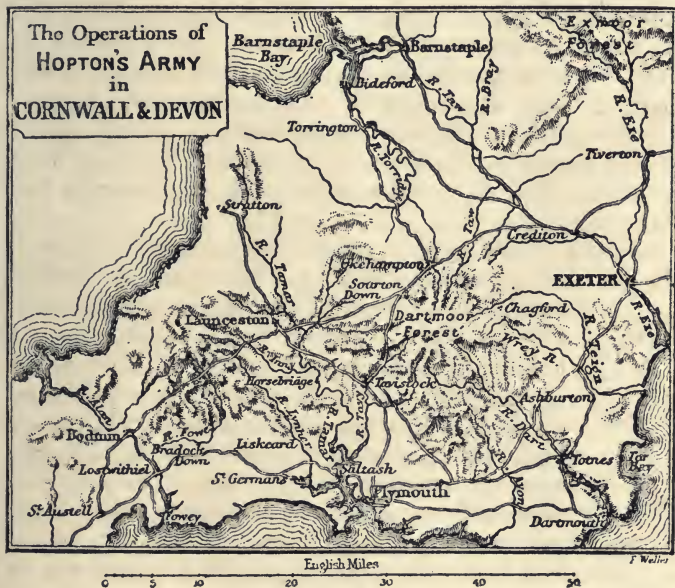 The Operations of
HOPTON'S ARMY
in
CORNWALL & DEVON
Barnstaple
Bay
Barnstaple
Exmoor
Forest
Bideford
R. Taw
R. Bray
R. Exe
Torrington
R. Torridge
Tiverton
Stratton
Taw
Crediton
R. Tamar
Okehampton
Sourton
Down
EXETER
Launceston
Dartmoor
Forest
Chagford
R. Exe
R. Teign
Wray R.
Horsebridge
Tavistock
Ashburton
R. Alan
R. Tamar
R. Tavy
R. Dart
Bodmin
R. Fowey
Bradock
Down
Liskeard
Lostwithiel
St. Germans
Saltash
Totnes
Tor
Bay
St. Austell
Fowey
Plymouth
Dartmouth
F Weller
English Miles
0 5 10 20 30 40 50